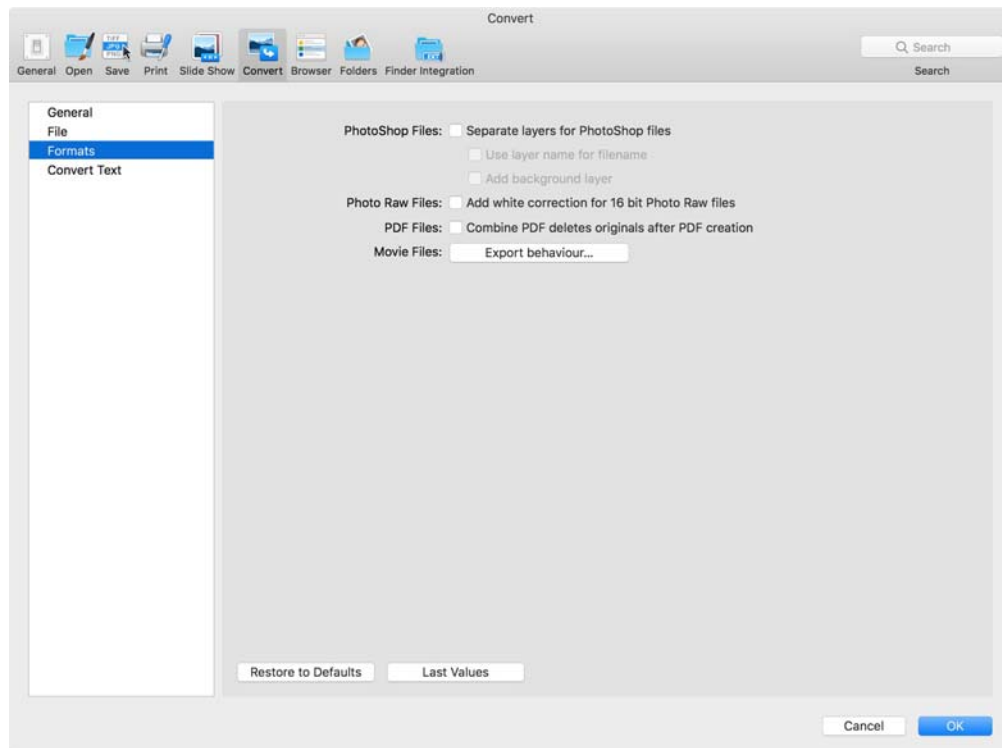 Convert
General Open Save Print Slide Show Convert Browser Folders Finder Integration
Search
Search
General
File
Formats
Convert Text
PhotoShop Files: Separate layers for PhotoShop files
Use layer name for filename
Add background layer
Photo Raw Files: Add white correction for 16 bit Photo Raw files
PDF Files: Combine PDF deletes originals after PDF creation
Movie Files: Export behaviour...
Restore to Defaults Last Values
Cancel OK